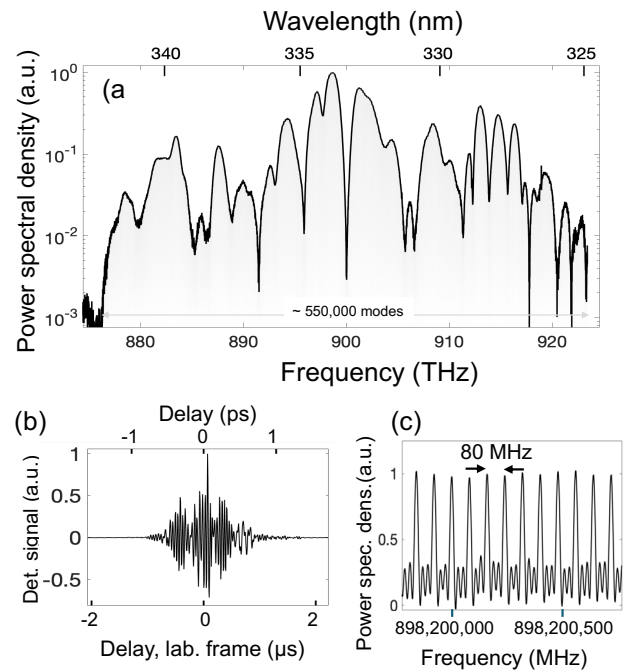 Wavelength (nm)
340 335 330 325
(a
Power spectral density (a.u.)
10⁰
10⁻¹
10⁻²
10⁻³
~ 550,000 modes
880 890 900 910 920
Frequency (THz)
(b)
Delay (ps)
-1 0 1
Det. signal (a.u.)
1
0.5
0
-0.5
-2 0 2
Delay, lab. frame (μs)
(c)
Power spec. dens.(a.u.)
1
0.5
0
80 MHz
898,200,000 898,200,500
Frequency (MHz)